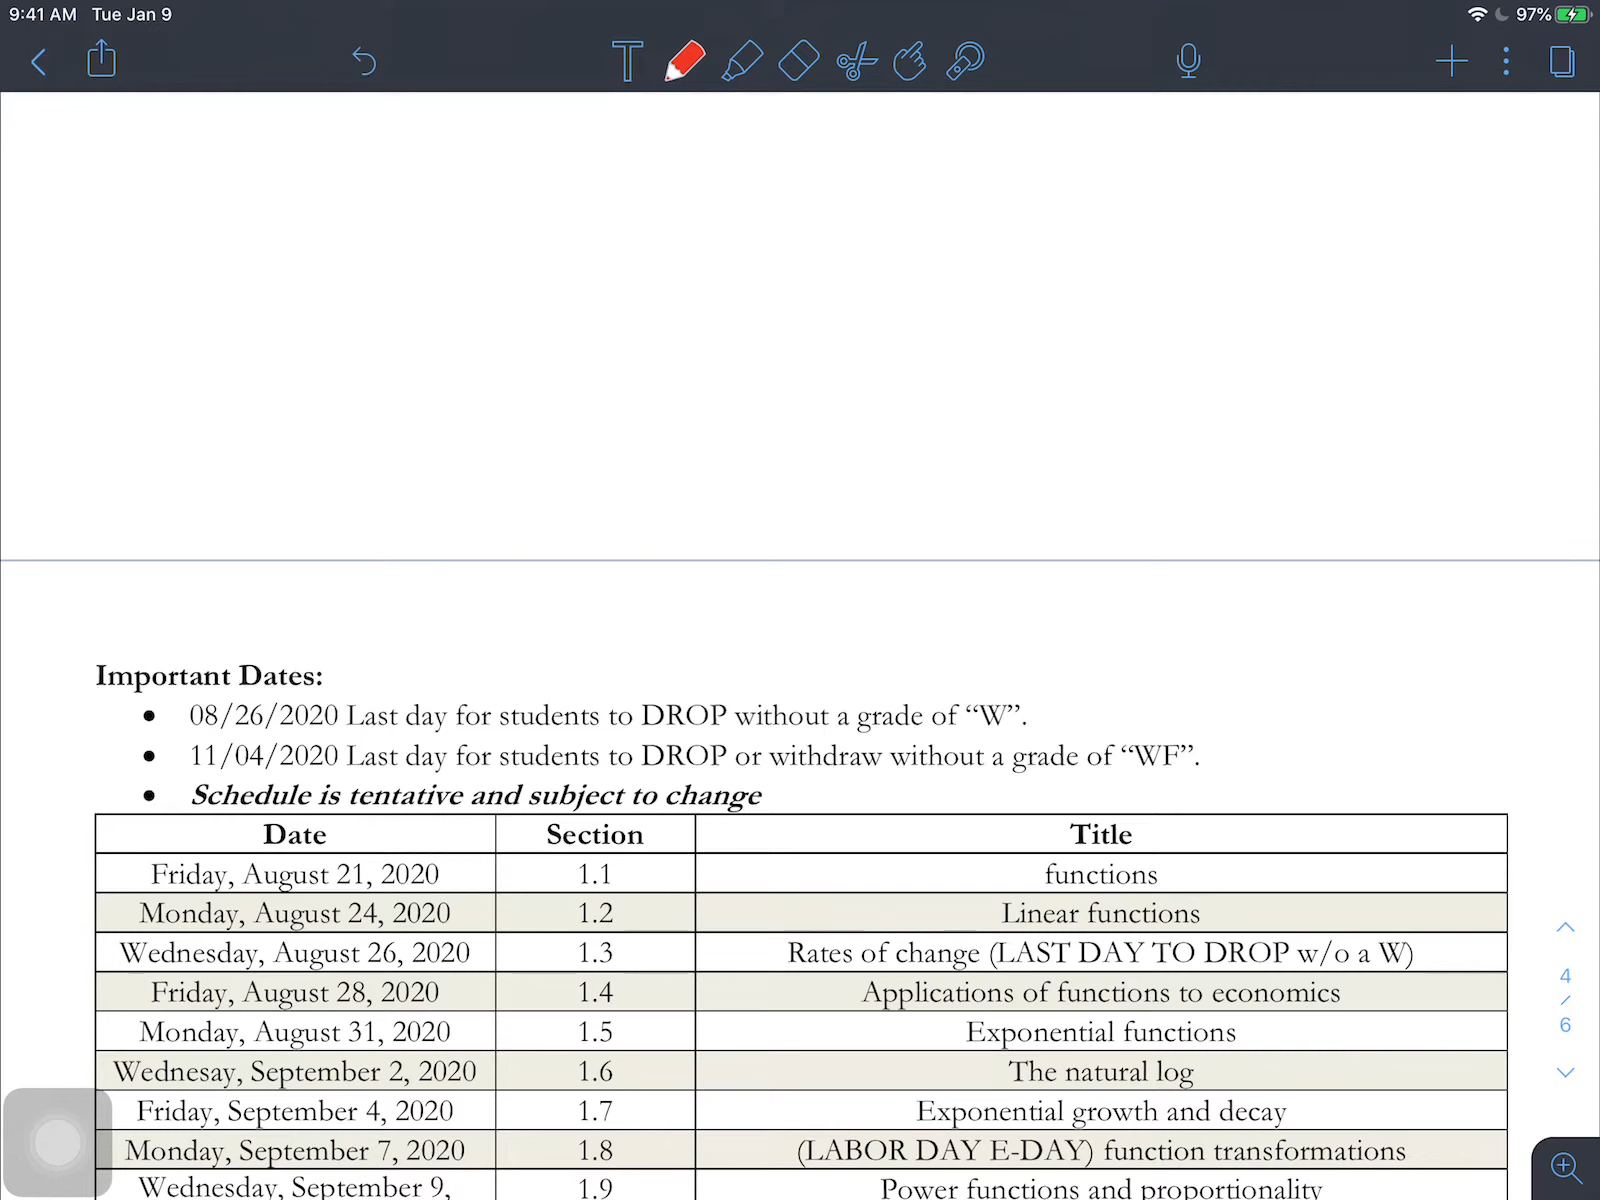 9:41 AM Tue Jan 9 97%
T
Important Dates:
• 08/26/2020 Last day for students to DROP without a grade of “W”.
• 11/04/2020 Last day for students to DROP or withdraw without a grade of “WF”.
• Schedule is tentative and subject to change
Date Section Title
Friday, August 21, 2020 1.1 functions
Monday, August 24, 2020 1.2 Linear functions
Wednesday, August 26, 2020 1.3 Rates of change (LAST DAY TO DROP w/o a W)
Friday, August 28, 2020 1.4 Applications of functions to economics
Monday, August 31, 2020 1.5 Exponential functions
Wednesay, September 2, 2020 1.6 The natural log
Friday, September 4, 2020 1.7 Exponential growth and decay
Monday, September 7, 2020 1.8 (LABOR DAY E-DAY) function transformations
Wednesday, September 9, 1.9 Power functions and proportionality
4
/
6